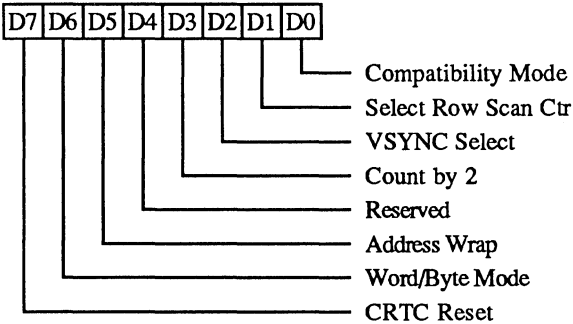 D7 D6 D5 D4 D3 D2 D1 D0
Compatibility Mode
Select Row Scan Ctr
VSYNC Select
Count by 2
Reserved
Address Wrap
Word/Byte Mode
CRTC Reset